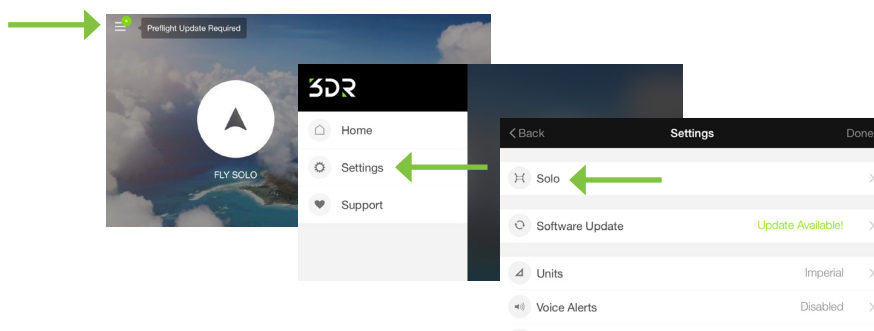 Preflight Update Required
FLY SOLO
3DR
Home
Settings
Support
Back Settings Done
Solo
Software Update Update Available!
Units Imperial
Voice Alerts Disabled